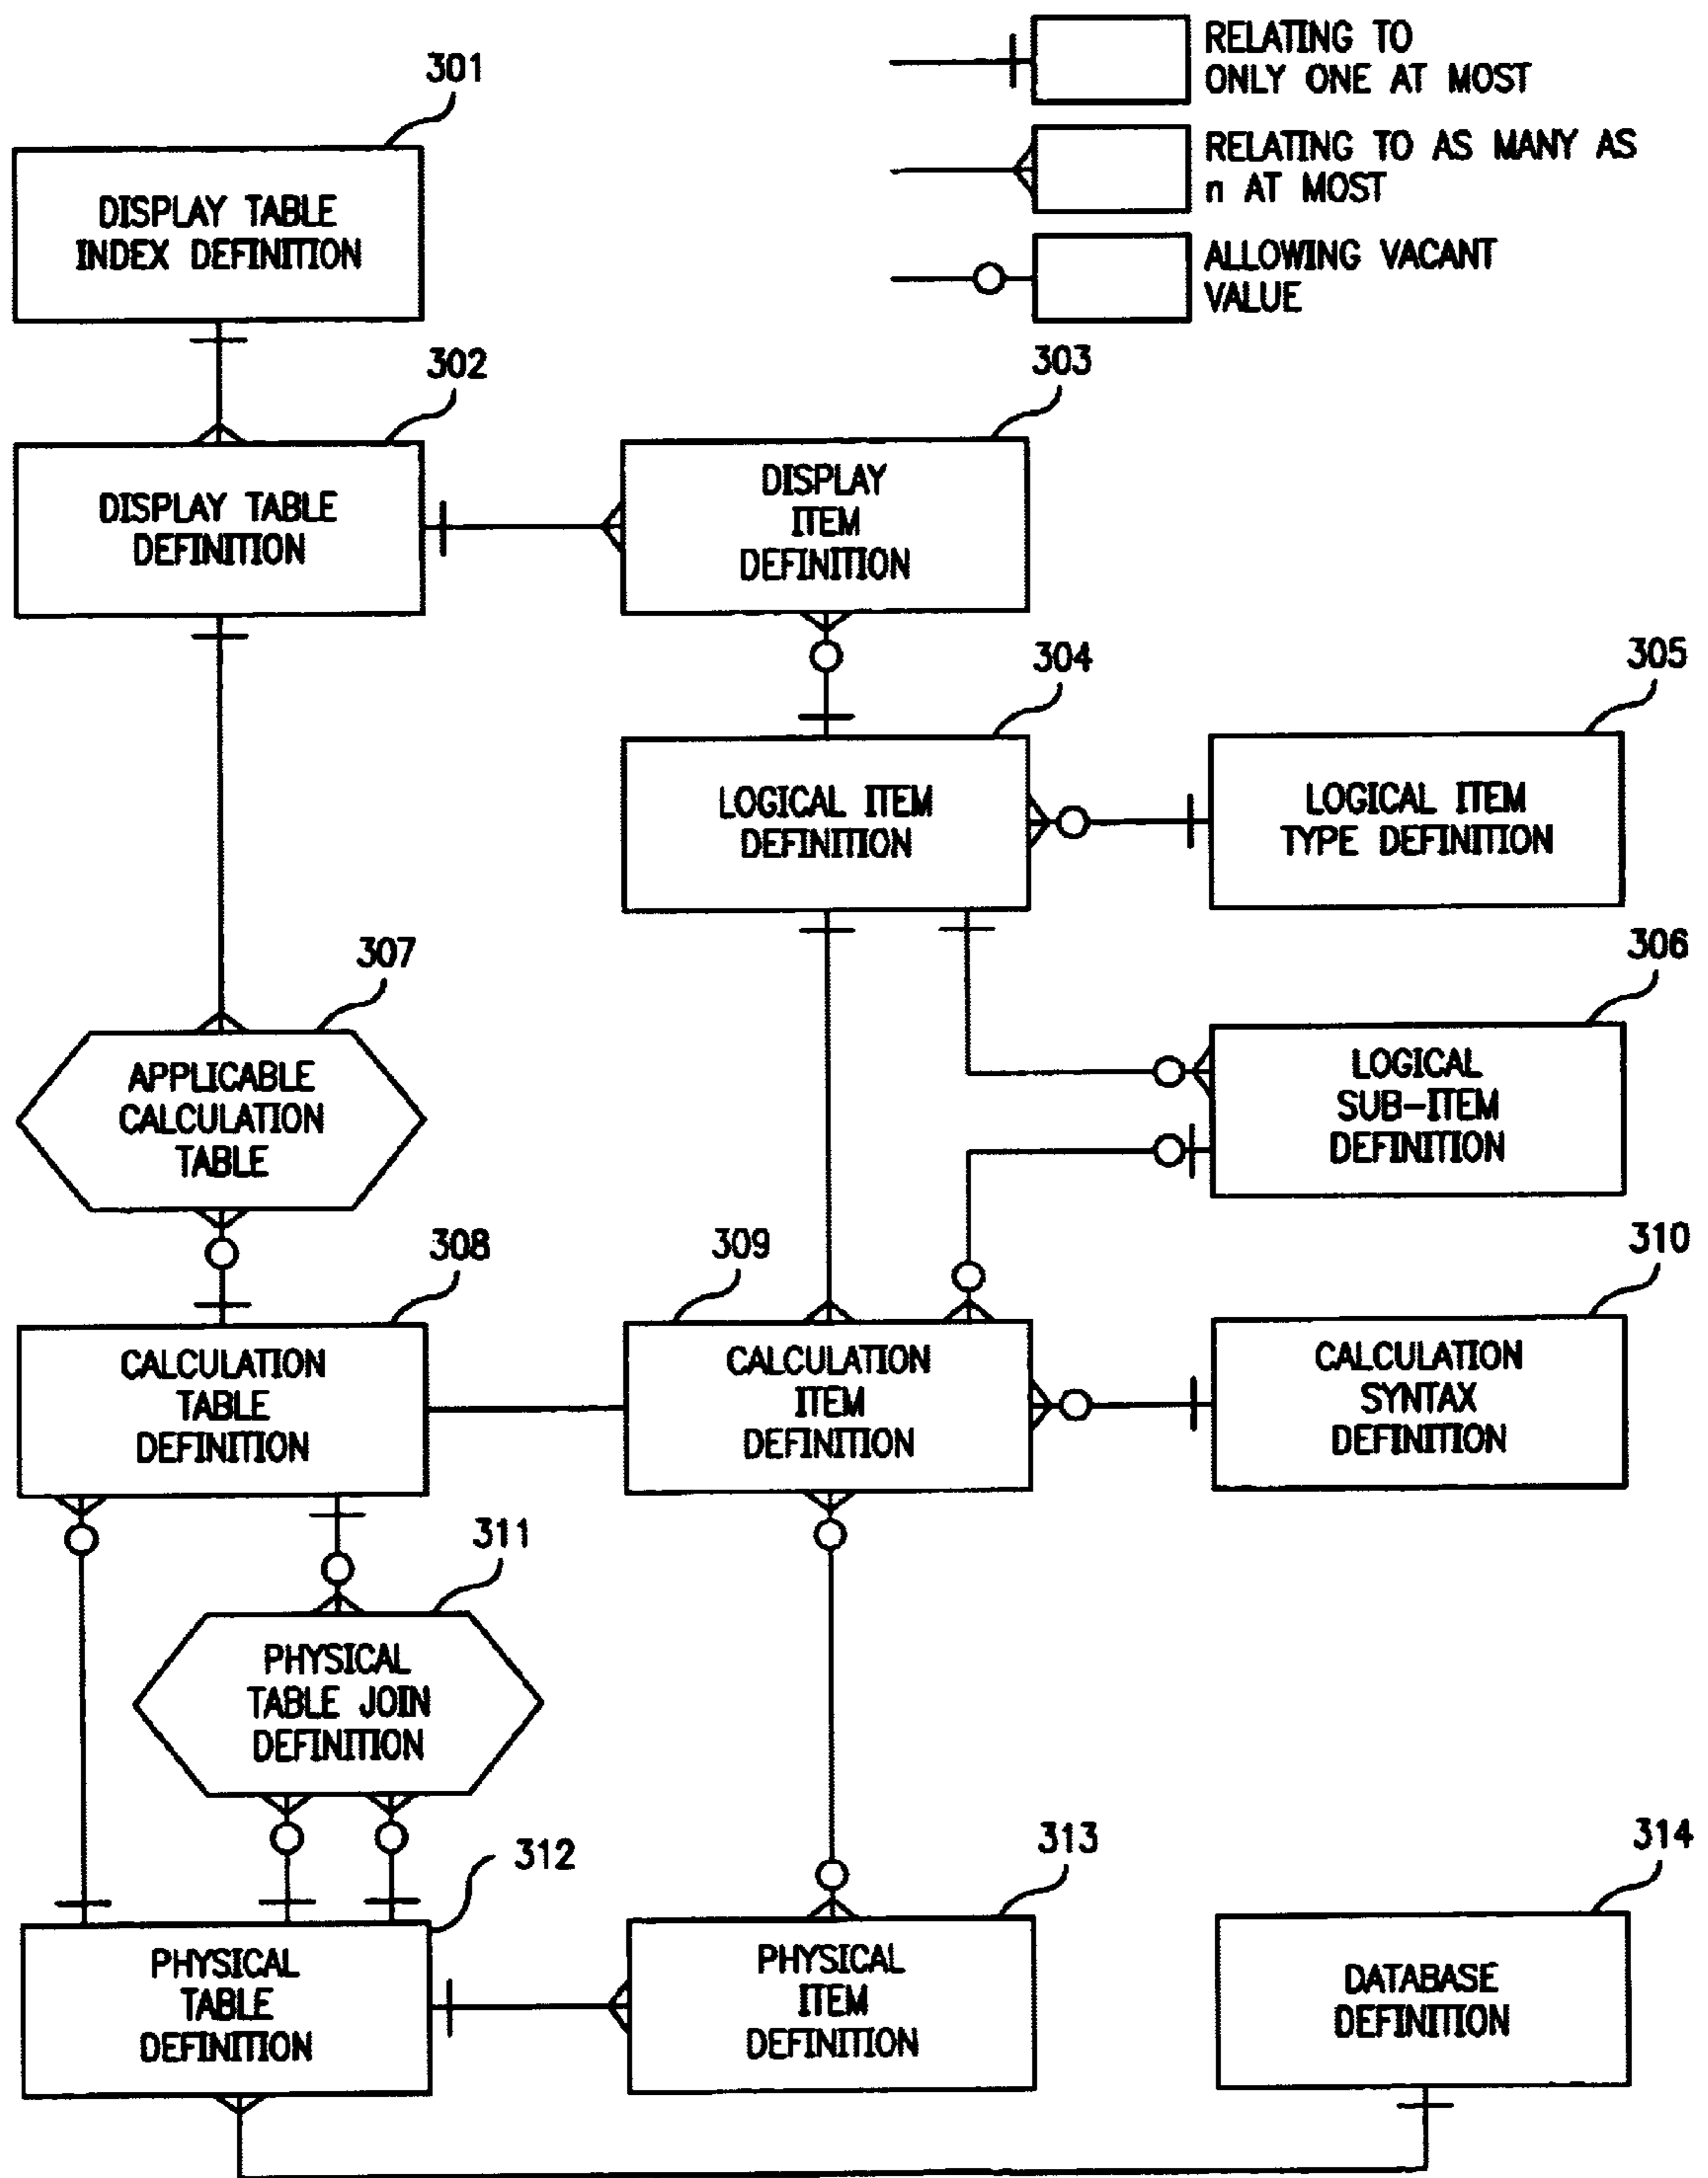 RELATING TO
ONLY ONE AT MOST
RELATING TO AS MANY AS
n AT MOST
ALLOWING VACANT
VALUE
301
DISPLAY TABLE
INDEX DEFINITION
302
DISPLAY TABLE
DEFINITION
303
DISPLAY
ITEM
DEFINITION
304
LOGICAL ITEM
DEFINITION
305
LOGICAL ITEM
TYPE DEFINITION
306
LOGICAL
SUB-ITEM
DEFINITION
307
APPLICABLE
CALCULATION
TABLE
308
CALCULATION
TABLE
DEFINITION
309
CALCULATION
ITEM
DEFINITION
310
CALCULATION
SYNTAX
DEFINITION
311
PHYSICAL
TABLE JOIN
DEFINITION
312
PHYSICAL
TABLE
DEFINITION
313
PHYSICAL
ITEM
DEFINITION
314
DATABASE
DEFINITION